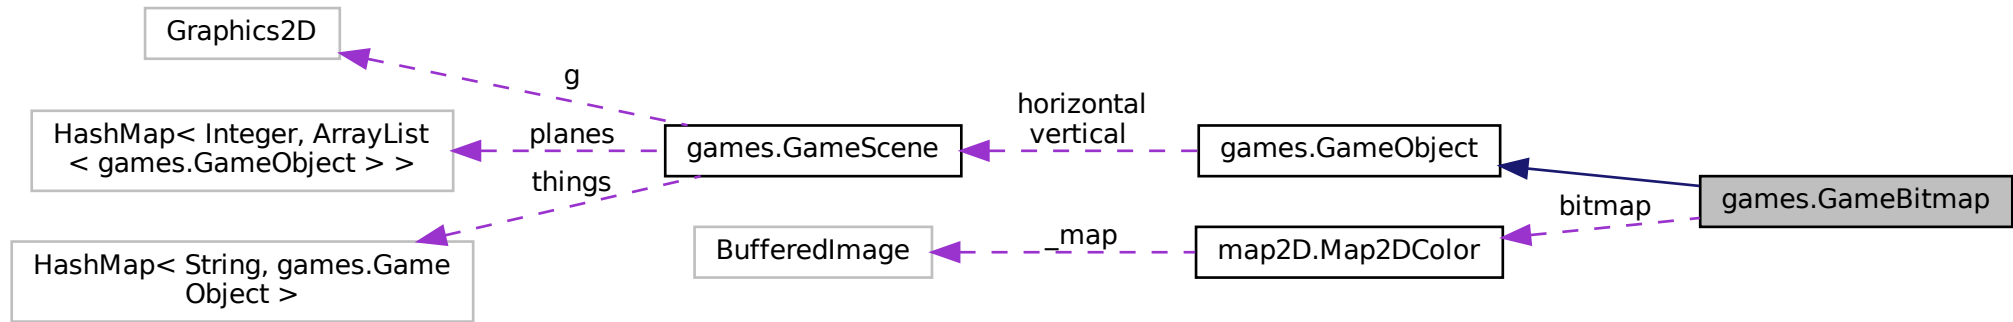 Graphics2D
g
horizontal
vertical
HashMap< Integer, ArrayList
< games.GameObject > >
planes
games.GameScene
games.GameObject
things
games.GameBitmap
bitmap
HashMap< String, games.Game
Object >
BufferedImage
_map
map2D.Map2DColor